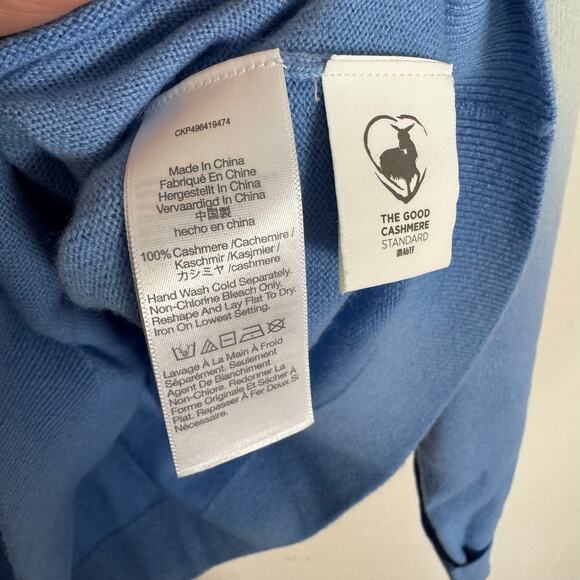 CKP496419474
Made In China
Fabriqué En Chine
Hergestellt In China
Vervaardigd In China
中国製
hecho en china
100% Cashmere /Cachemire /
Kaschmir /Kasjmier /
カシミヤ /cashmere
Hand Wash Cold Separately.
Non-Chlorine Bleach Only.
Reshape And Lay Flat To Dry.
Iron On Lowest Setting.
Lavage À La Main À Froid
Séparément. Seulement
Agent De Blanchiment
Non-Chlore. Redonner La
Forme Originale Et Sécher À
Plat. Repasser À Fer Doux Si
Nécessaire.
THE GOOD
CASHMERE
STANDARD
AbTF